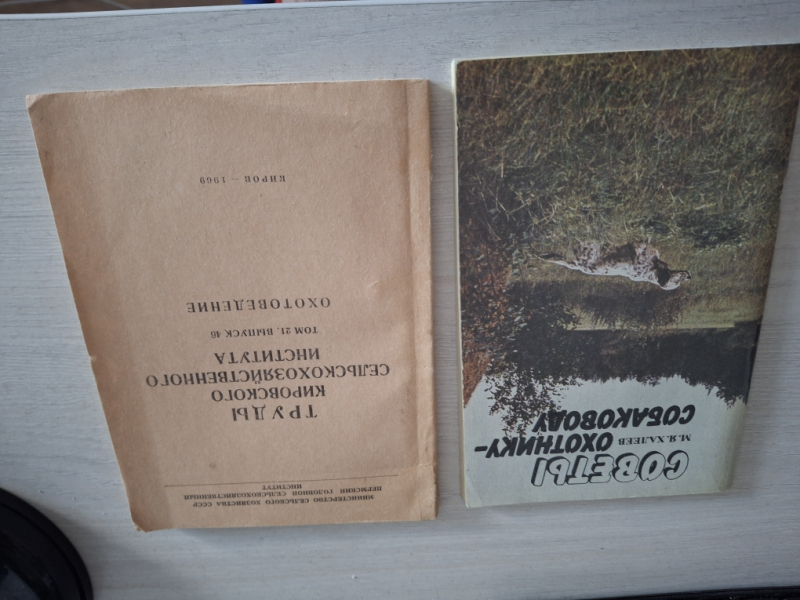 МИНИСТЕРСТВО СЕЛЬСКОГО ХОЗЯЙСТВА СССР
ПЕРМСКИЙ ГОЛОВНОЙ СЕЛЬСКОХОЗЯЙСТВЕННЫЙ
ИНСТИТУТ
ТРУДЫ
КИРОВСКОГО
СЕЛЬСКОХОЗЯЙСТВЕННОГО
ИНСТИТУТА
ТОМ 21. ВЫПУСК 45
ОХОТОВЕДЕНИЕ
КИРОВ — 1969
СОВЕТЫ
М.Я.ХАЛЕЕВ ОХОТНИКУ-
СОБАКОВОДУ